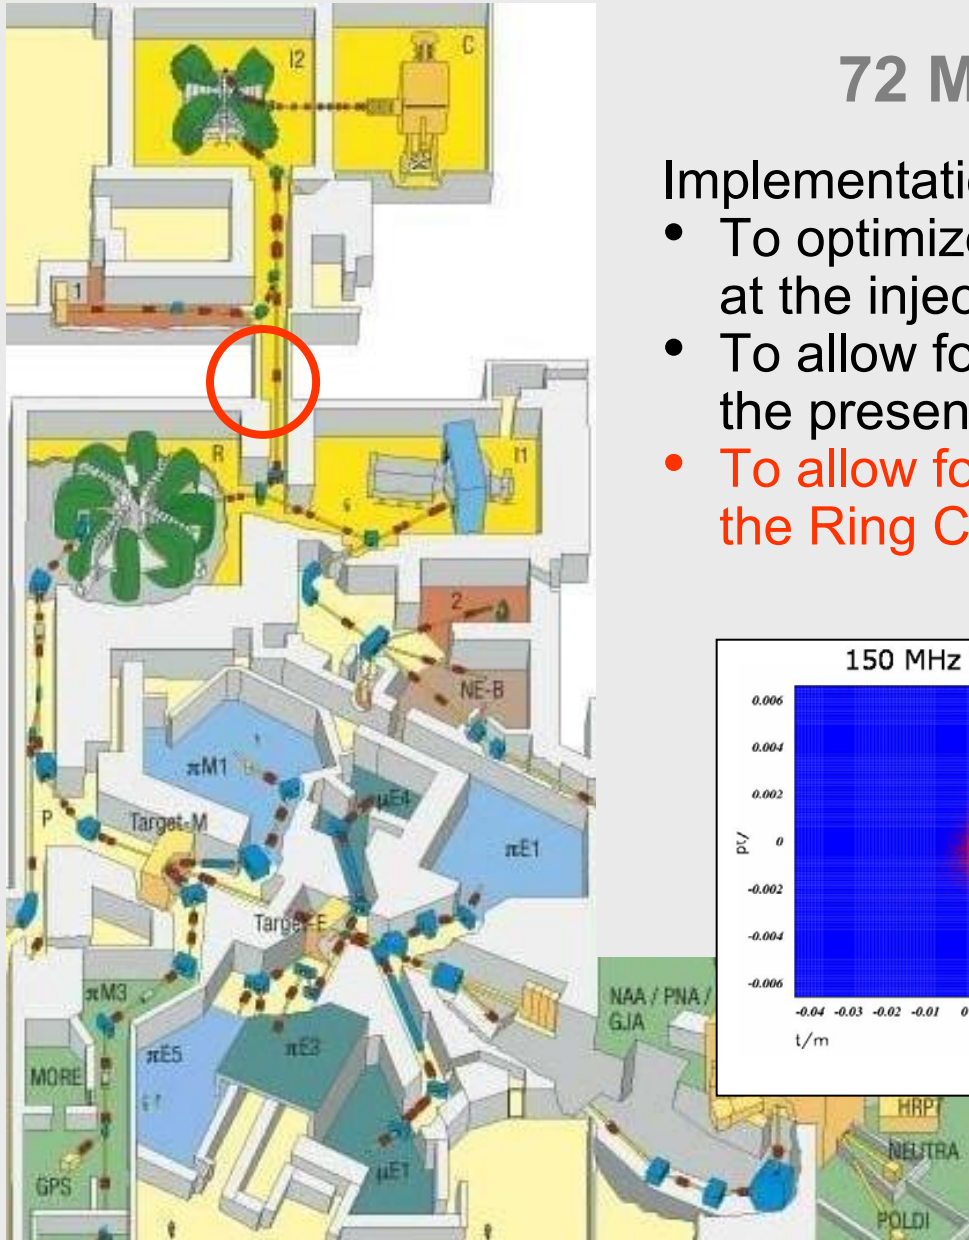 72 M
Implementati
• To optimize
at the injec
• To allow fo
the presen
• To allow fo
the Ring C
I2
C
1
R
I1
2
NE-B
πM1
μE4
P
Target-M
πE1
Target-E
πM3
πE5
πE3
MORE
μE1
GPS
NAA / PNA /
GJA
HRPT
NEUTRA
POLDI
150 MHz
0.006
0.004
0.002
0
-0.002
-0.004
-0.006
pt/
-0.04 -0.03 -0.02 -0.01 0
t/m